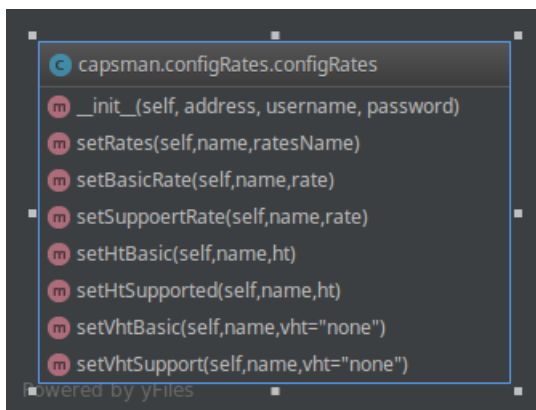 C capsman.configRates.configRates
m __init__(self, address, username, password)
m setRates(self,name,ratesName)
m setBasicRate(self,name,rate)
m setSuppoertRate(self,name,rate)
m setHtBasic(self,name,ht)
m setHtSupported(self,name,ht)
m setVhtBasic(self,name,vht="none")
m setVhtSupport(self,name,vht="none")
Powered by yFiles